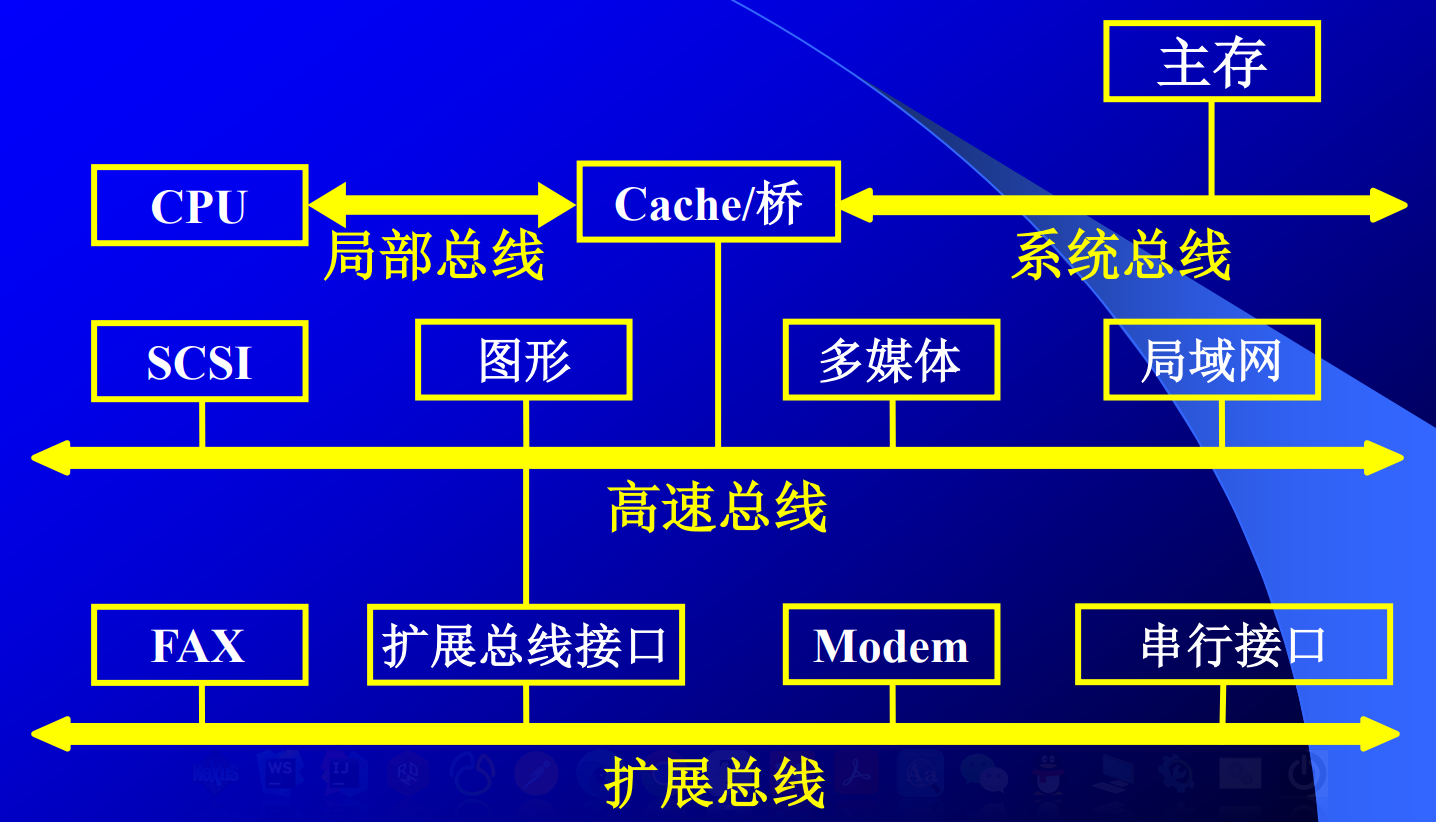 主存
CPU
Cache/桥
局部总线
系统总线
SCSI
图形
多媒体
局域网
高速总线
FAX
扩展总线接口
Modem
串行接口
WS
IJ
扩展总线